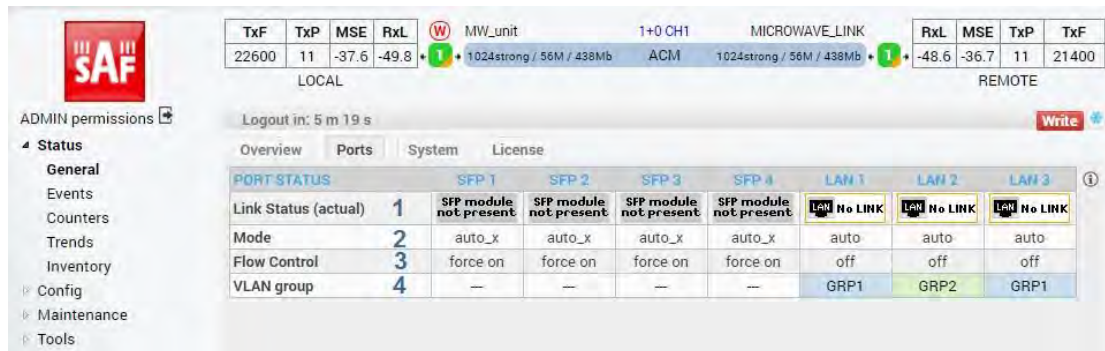 SAF
TxF TxP MSE RxL W MW_unit 1+0 CH1 MICROWAVE_LINK RxL MSE TxP TxF
22600 11 -37.6 -49.8 1 1024strong / 56M / 438Mb ACM 1024strong / 56M / 438Mb 1 -48.6 -36.7 11 21400
LOCAL REMOTE
ADMIN permissions
Logout in: 5 m 19 s Write
Status
General
Events
Counters
Trends
Inventory
Config
Maintenance
Tools
Overview Ports System License
PORT STATUS SFP 1 SFP 2 SFP 3 SFP 4 LAN 1 LAN 2 LAN 3
Link Status (actual) 1 SFP module not present SFP module not present SFP module not present SFP module not present LAN No LINK LAN No LINK LAN No LINK
Mode 2 auto_x auto_x auto_x auto_x auto auto auto
Flow Control 3 force on force on force on force on off off off
VLAN group 4 --- --- --- --- GRP1 GRP2 GRP1